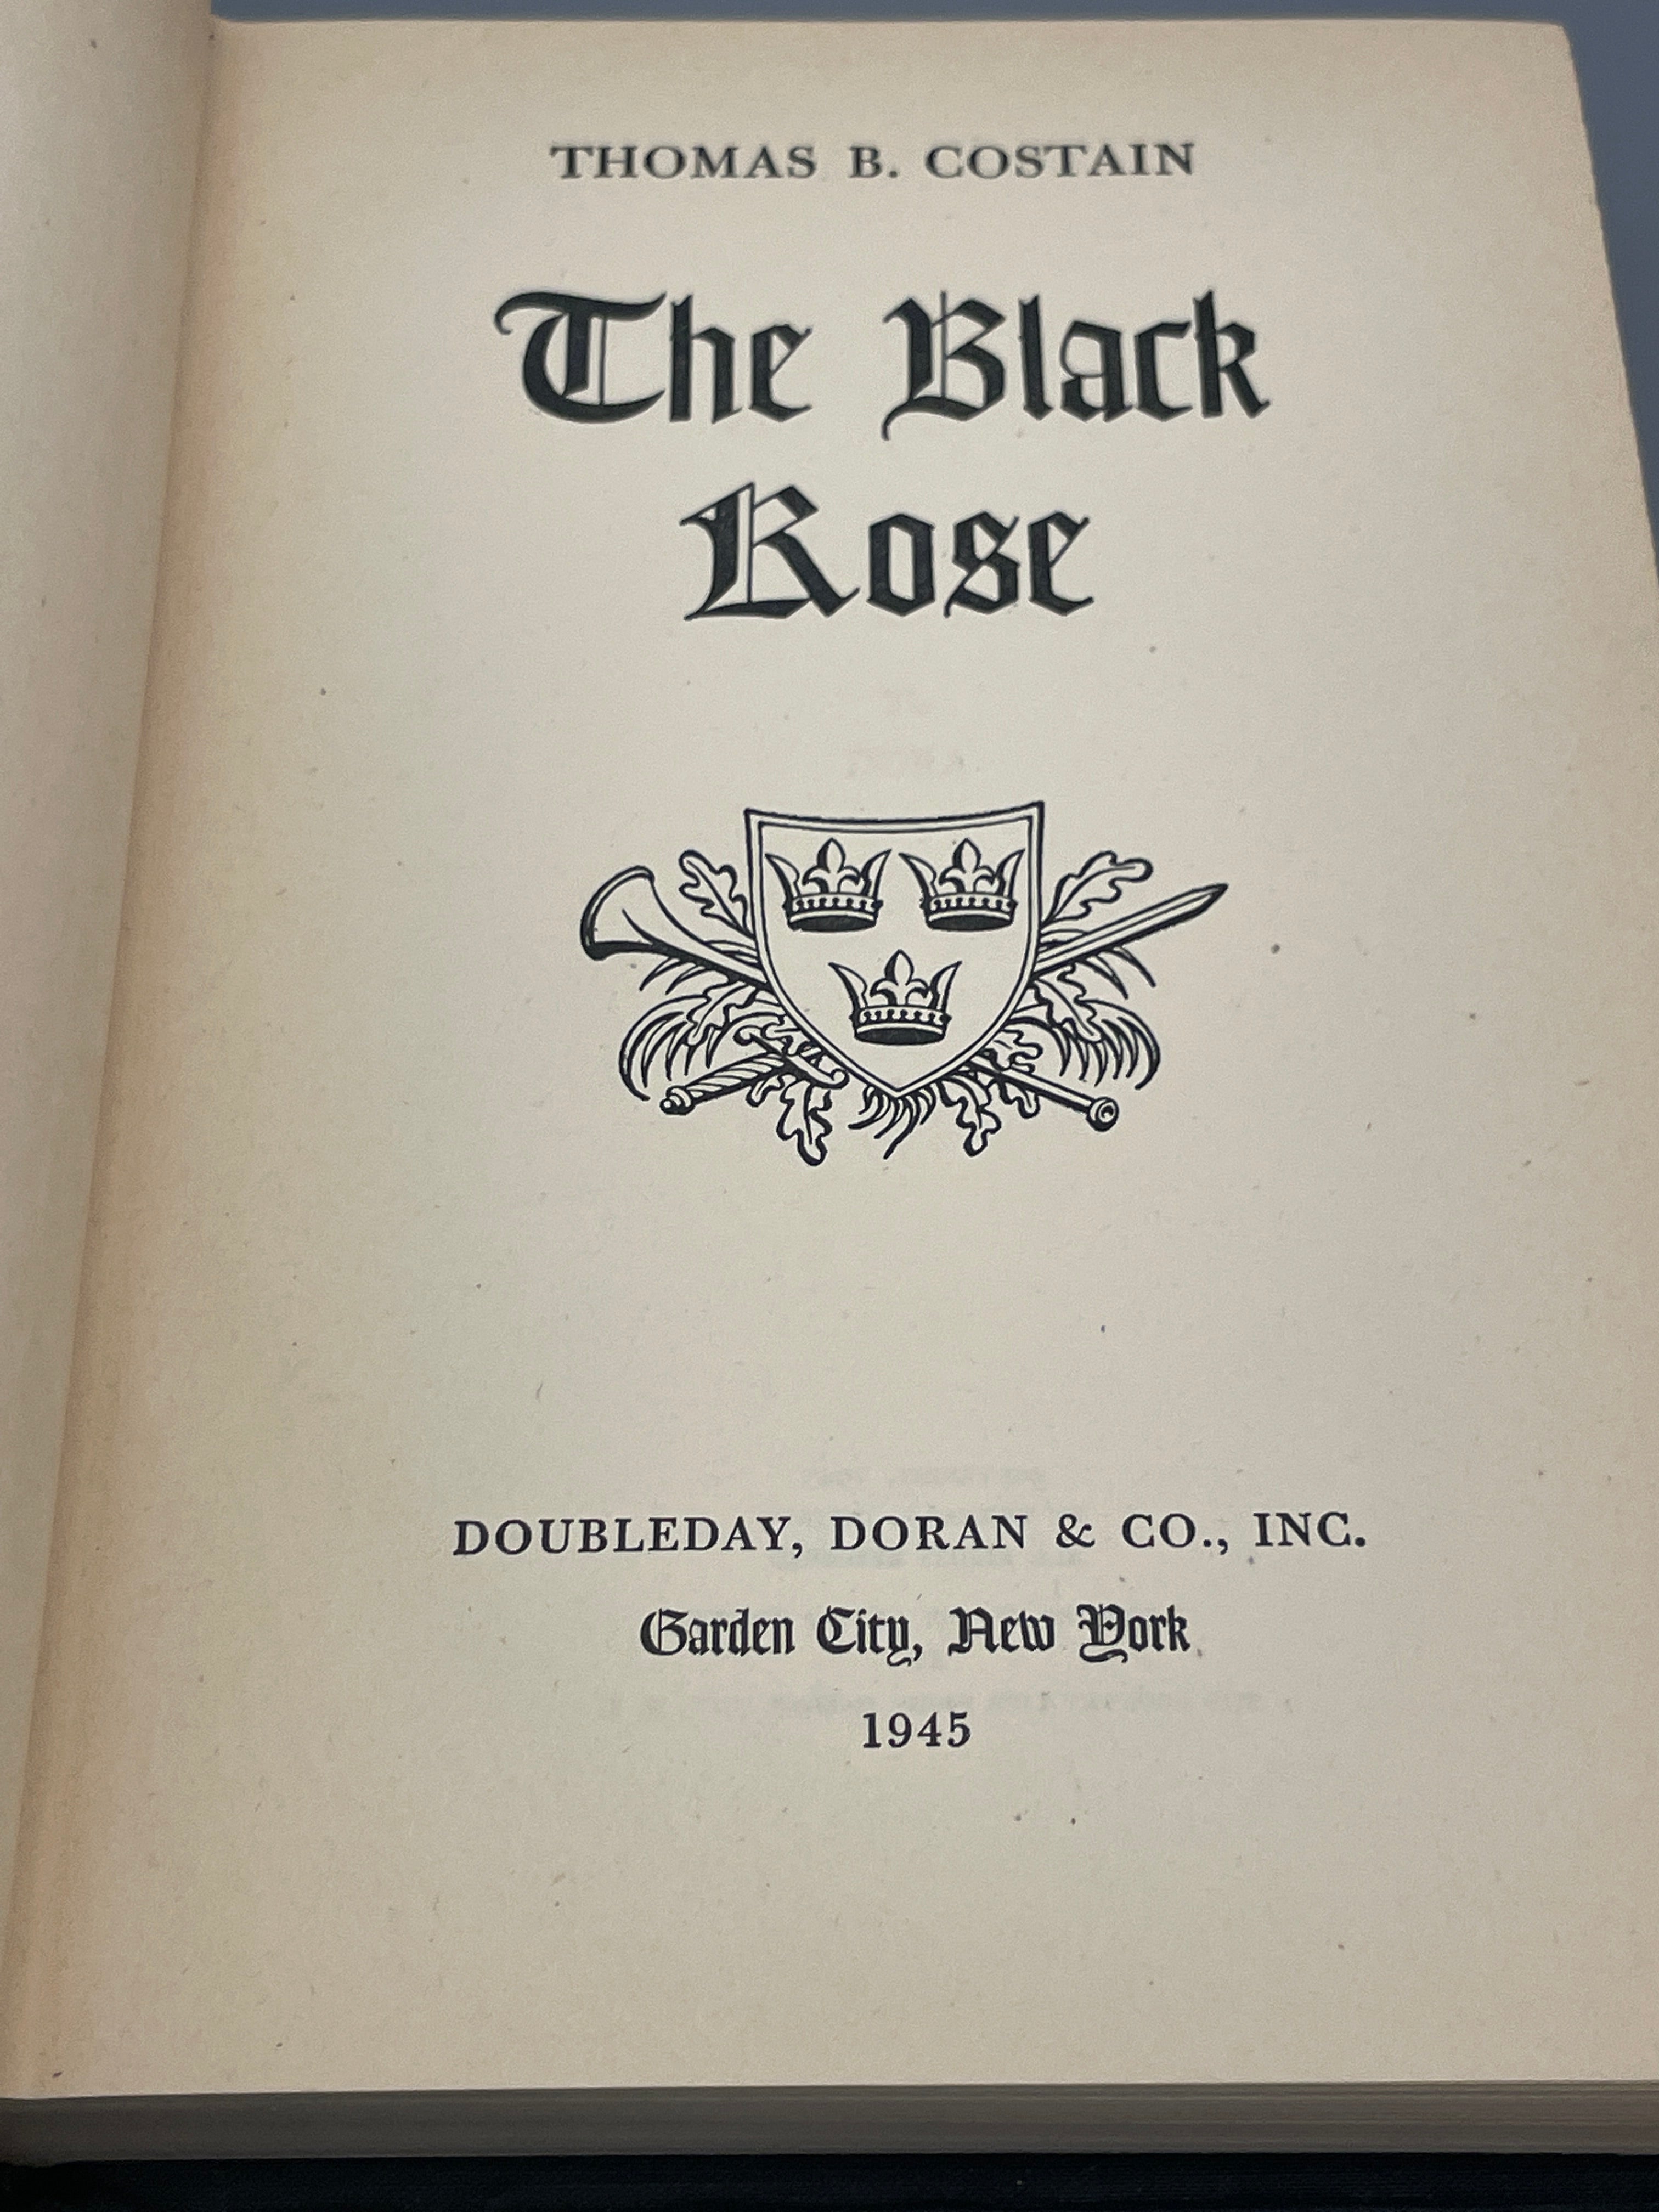 THOMAS B. COSTAIN
The Black
Rose
DOUBLEDAY, DORAN & CO., INC.
Garden City, New York
1945